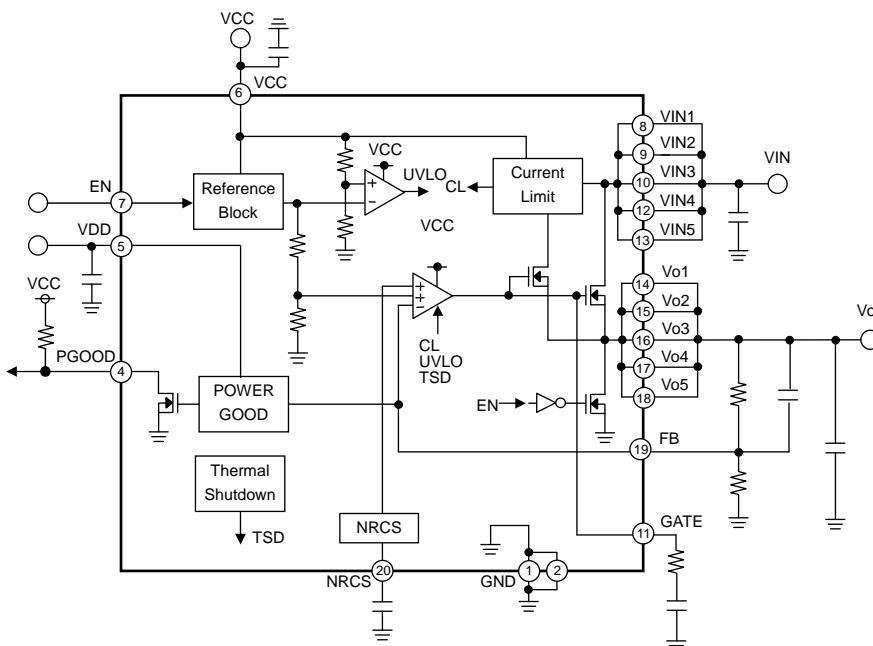 VCC
VCC
6
VIN1
8
VIN2
9
VIN
VCC
EN
UVLO
Current
Limit
CL
VIN3
10
7
Reference
Block
+
−
VIN4
12
VDD
VCC
VIN5
13
5
VCC
Vo1
14
+
+
−
Vo2
15
Vo
Vo3
16
PGOOD
CL
UVLO
TSD
Vo4
17
4
POWER
GOOD
Vo5
18
EN
FB
19
Thermal
Shutdown
TSD
NRCS
GATE
11
NRCS
20
GND
1
2